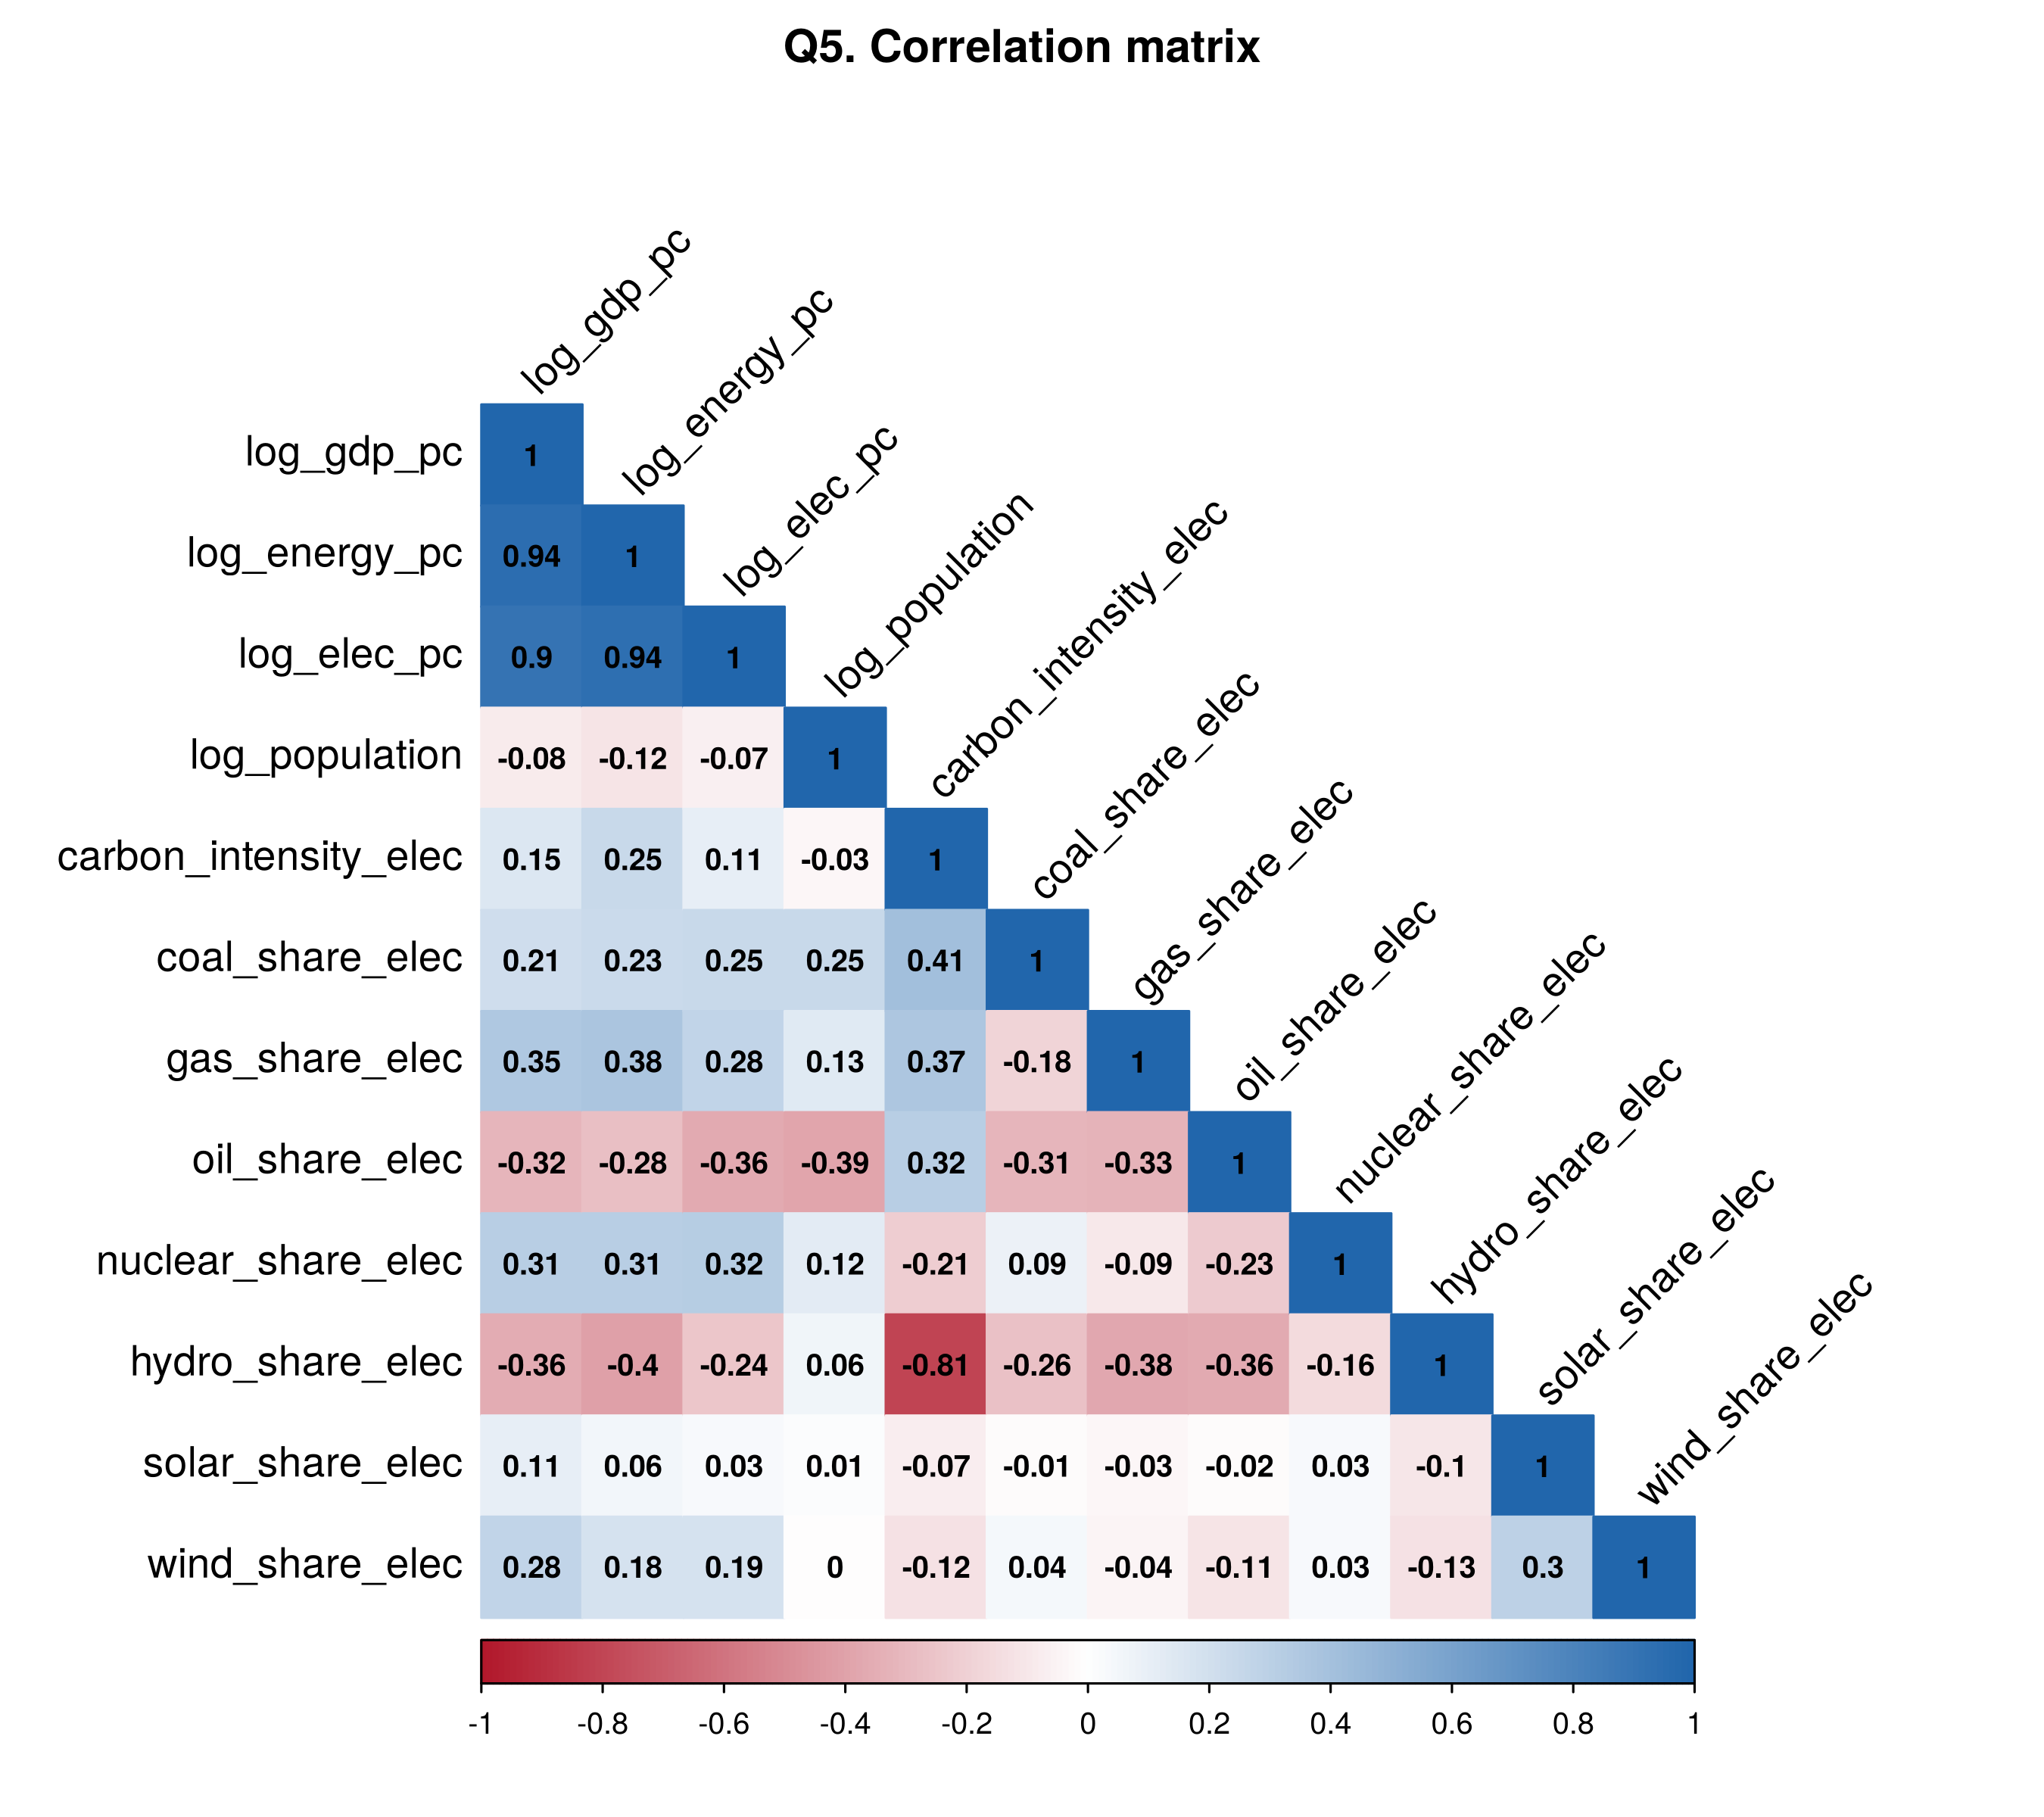 Q5. Correlation matrix
log_gdp_pc
log_energy_pc
log_elec_pc
log_population
carbon_intensity_elec
coal_share_elec
gas_share_elec
oil_share_elec
nuclear_share_elec
hydro_share_elec
solar_share_elec
wind_share_elec
log_gdp_pc 1
log_energy_pc 0.94 1
log_elec_pc 0.9 0.94 1
log_population -0.08 -0.12 -0.07 1
carbon_intensity_elec 0.15 0.25 0.11 -0.03 1
coal_share_elec 0.21 0.23 0.25 0.25 0.41 1
gas_share_elec 0.35 0.38 0.28 0.13 0.37 -0.18 1
oil_share_elec -0.32 -0.28 -0.36 -0.39 0.32 -0.31 -0.33 1
nuclear_share_elec 0.31 0.31 0.32 0.12 -0.21 0.09 -0.09 -0.23 1
hydro_share_elec -0.36 -0.4 -0.24 0.06 -0.81 -0.26 -0.38 -0.36 -0.16 1
solar_share_elec 0.11 0.06 0.03 0.01 -0.07 -0.01 -0.03 -0.02 0.03 -0.1 1
wind_share_elec 0.28 0.18 0.19 0 -0.12 0.04 -0.04 -0.11 0.03 -0.13 0.3 1
-1 -0.8 -0.6 -0.4 -0.2 0 0.2 0.4 0.6 0.8 1